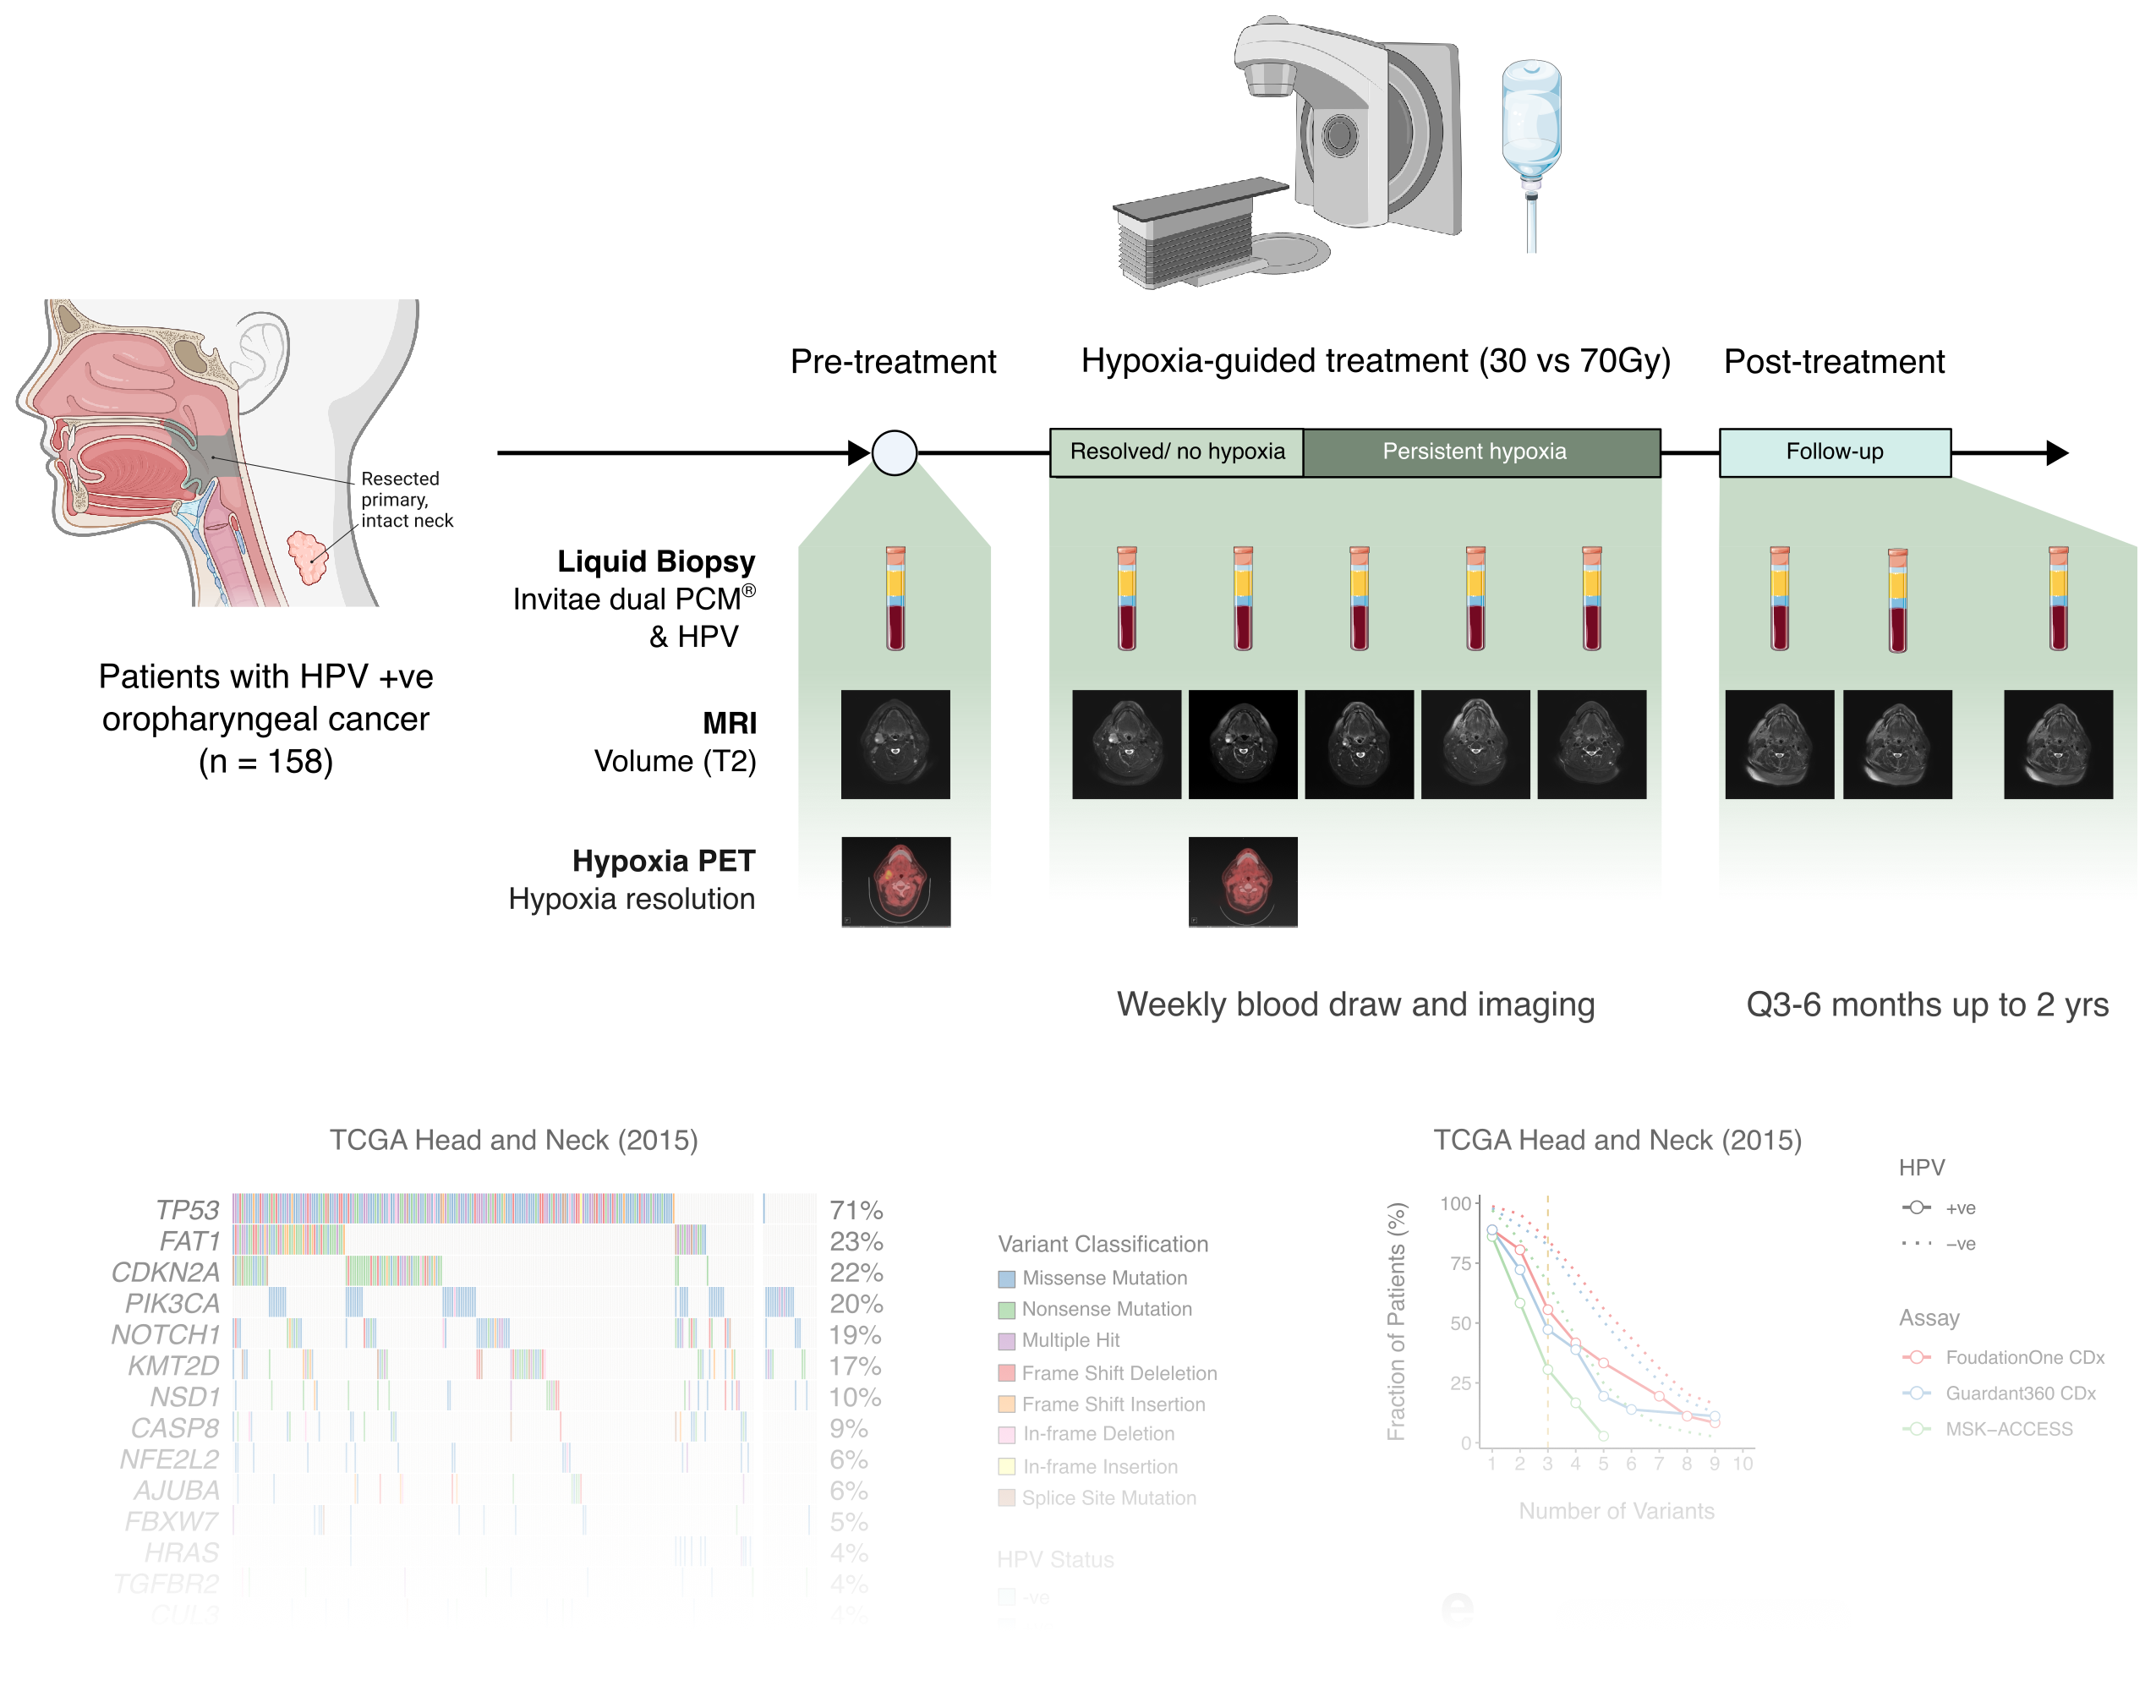 Pre-treatment
Hypoxia-guided treatment (30 vs 70Gy)
Post-treatment
Resolved/ no hypoxia
Persistent hypoxia
Follow-up
Resected
primary,
intact neck
Patients with HPV +ve
oropharyngeal cancer
(n = 158)
Liquid Biopsy
Invitae dual PCM®
& HPV
MRI
Volume (T2)
Hypoxia PET
Hypoxia resolution
Weekly blood draw and imaging
Q3-6 months up to 2 yrs
TCGA Head and Neck (2015)
TP53 71%
FAT1 23%
CDKN2A 22%
PIK3CA 20%
NOTCH1 19%
KMT2D 17%
NSD1 10%
CASP8 9%
NFE2L2 6%
AJUBA 6%
FBXW7 5%
HRAS 4%
TGFBR2 4%
CUL3 4%
Variant Classification
Missense Mutation
Nonsense Mutation
Multiple Hit
Frame Shift Deleletion
Frame Shift Insertion
In-frame Deletion
In-frame Insertion
Splice Site Mutation
HPV Status
-ve
TCGA Head and Neck (2015)
Fraction of Patients (%)
100
75
50
25
0
1 2 3 4 5 6 7 8 9 10
Number of Variants
HPV
+ve
−ve
Assay
FoudationOne CDx
Guardant360 CDx
MSK−ACCESS
e